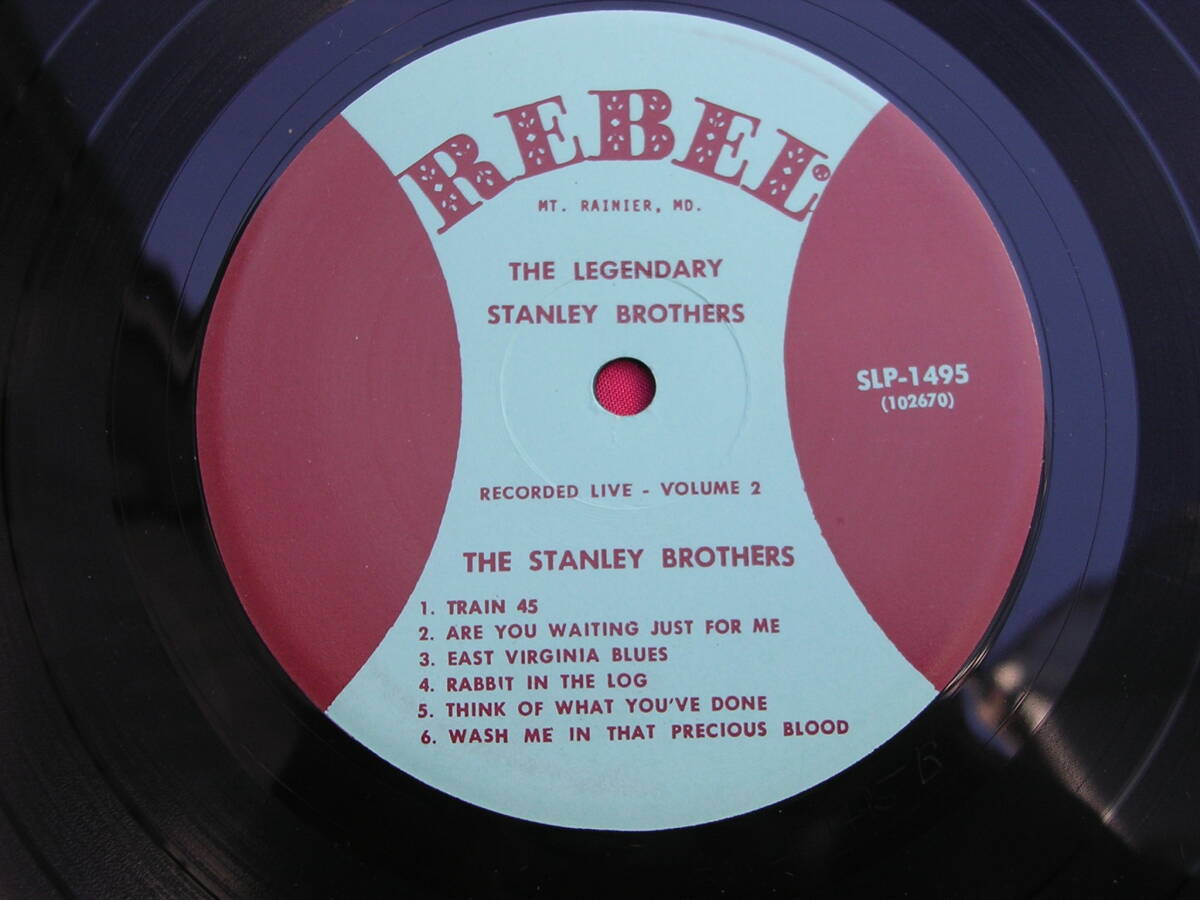 REBEL®
MT. RAINIER, MD.
THE LEGENDARY
STANLEY BROTHERS
SLP-1495
(102670)
RECORDED LIVE - VOLUME 2
THE STANLEY BROTHERS
1. TRAIN 45
2. ARE YOU WAITING JUST FOR ME
3. EAST VIRGINIA BLUES
4. RABBIT IN THE LOG
5. THINK OF WHAT YOU'VE DONE
6. WASH ME IN THAT PRECIOUS BLOOD